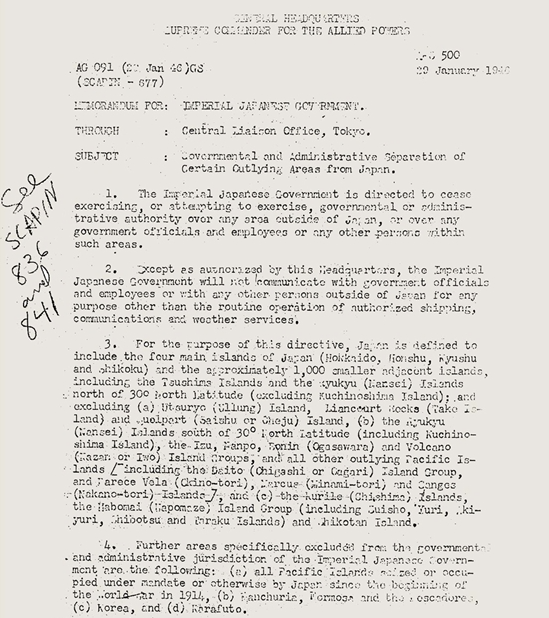 GENERAL HEADQUARTERS
SUPREME COMMANDER FOR THE ALLIED POWERS
500
AG 091 (29 Jan 46)GS
29 January 1946
(SCAPIN - 677)
MEMORANDUM FOR: IMPERIAL JAPANESE GOVERNMENT.
THROUGH : Central Liaison Office, Tokyo.
SUBJECT : Governmental and Administrative Separation of
Certain Outlying Areas from Japan.
See
SCAPIN
836
and
841
1. The Imperial Japanese Government is directed to cease
exercising, or attempting to exercise, governmental or adminis-
trative authority over any area outside of Japan, or over any
government officials and employees or any other persons within
such areas.
2. Except as authorized by this Headquarters, the Imperial
Japanese Government will not communicate with government officials
and employees or with any other persons outside of Japan for any
purpose other than the routine operation of authorized shipping,
communications and weather services.
3. For the purpose of this directive, Japan is defined to
include the four main islands of Japan (Hokkaido, Honshu, Kyushu
and Shikoku) and the approximately 1,000 smaller adjacent islands,
including the Tsushima Islands and the Ryukyu (Nansei) Islands
north of 30° North Latitude (excluding Kuchinoshima Island); and
excluding (a) Utsuryo (Ullung) Island, Liancourt Rocks (Take Is-
land) and Quelpart (Saishu or Cheju) Island, (b) the Ryukyu
(Nansei) Islands south of 30° North Latitude (including Kuchino-
shima Island), the Izu, Nanpo, Bonin (Ogasawara) and Volcano
(Kazan or Iwo) Island Groups, and all other outlying Pacific Is-
lands [including the Daito (Ohigashi or Oagari) Island Group,
and Parece Vela (Okino-tori), Marcus (Minami-tori) and Ganges
(Nakano-tori) Islands], and (c) the Kurile (Chishima) Islands,
the Habomai (Hapomaze) Island Group (including Suisho, Yuri, Aki-
yuri, Shibotsu and Taraku Islands) and Shikotan Island.
4. Further areas specifically excluded from the governmental
and administrative jurisdiction of the Imperial Japanese Govern-
ment are the following: (a) all Pacific Islands seized or occu-
pied under mandate or otherwise by Japan since the beginning of
the World War in 1914, (b) Manchuria, Formosa and the Pescadores,
(c) Korea, and (d) Karafuto.